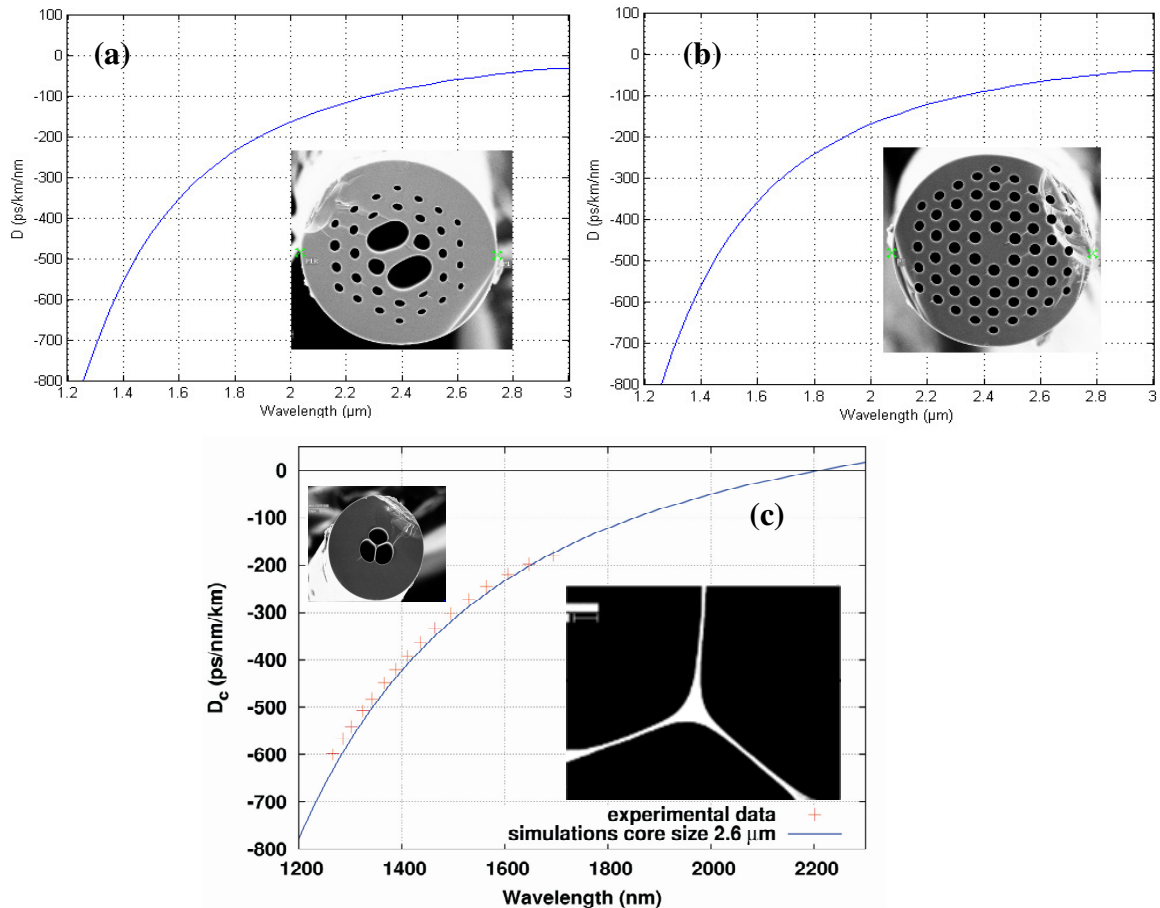 100
0
-100
-200
-300
-400
-500
-600
-700
-800
D (ps/km/nm)
(a)
1.2 1.4 1.6 1.8 2 2.2 2.4 2.6 2.8 3
Wavelength (µm)
100
0
-100
-200
-300
-400
-500
-600
-700
-800
D (ps/km/nm)
(b)
1.2 1.4 1.6 1.8 2 2.2 2.4 2.6 2.8 3
Wavelength (µm)
0
-100
-200
-300
-400
-500
-600
-700
-800
D_c (ps/nm/km)
(c)
experimental data
simulations core size 2.6 µm
1200 1400 1600 1800 2000 2200
Wavelength (nm)